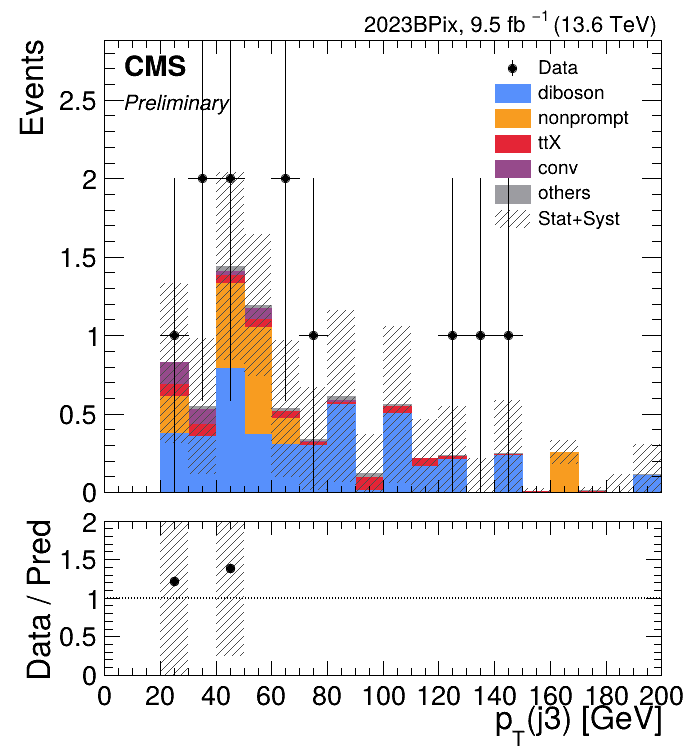 2023BPix, 9.5 fb⁻¹ (13.6 TeV)
CMS
Preliminary
Events
Data
diboson
nonprompt
ttX
conv
others
Stat+Syst
2.5
2
1.5
1
0.5
0
Data / Pred
2
1.5
1
0.5
0
0 20 40 60 80 100 120 140 160 180 200
p_T(j3) [GeV]